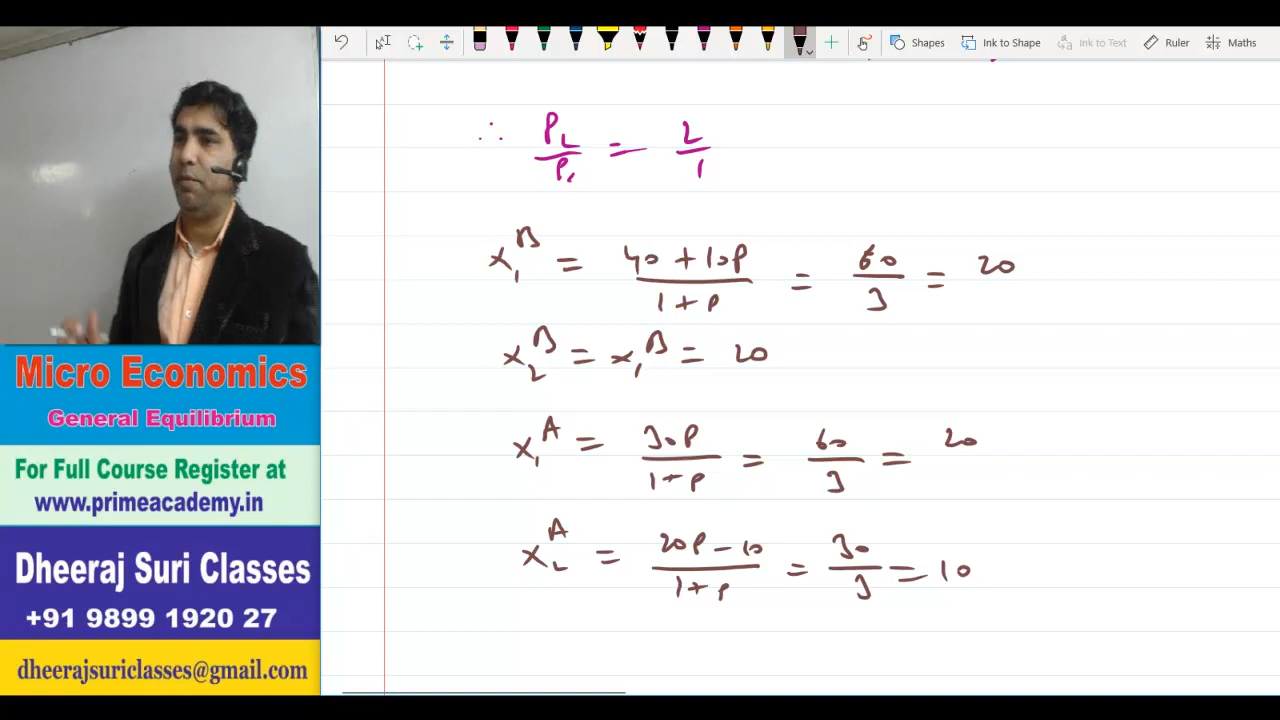 Shapes Ink to Shape Ink to Text Ruler Maths
∴ P₂/P₁ = 2/1
x₁ᴮ = (40 + 10P)/(1 + P) = 60/3 = 20
x₂ᴮ = x₁ᴮ = 20
x₁ᴬ = 30P/(1 + P) = 60/3 = 20
x₂ᴬ = (20P - 10)/(1 + P) = 30/3 = 10
Micro Economics
General Equilibrium
For Full Course Register at
www.primeacademy.in
Dheeraj Suri Classes
+91 9899 1920 27
dheerajsuriclasses@gmail.com